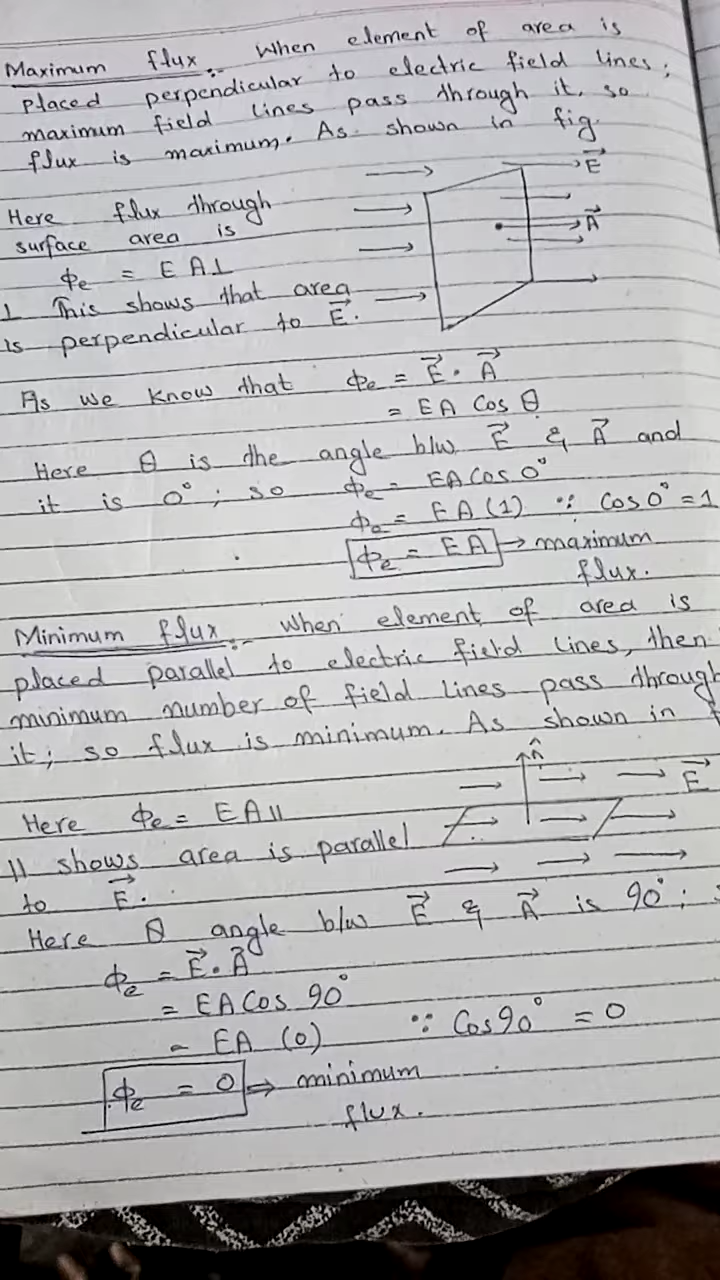 Maximum flux :- When element of area is
placed perpendicular to electric field lines;
maximum field lines pass through it, so
flux is maximum. As shown in fig.
Here flux through
surface area is
ϕe = E A⊥
⊥ This shows that area
is perpendicular to E⃗.
E⃗
A⃗
As we know that ϕe = E⃗ . A⃗
= EA Cos θ
Here θ is the angle b/w E⃗ & A⃗ and
it is 0°; so ϕe = EA Cos 0°
ϕe = EA (1) ∵ Cos 0° = 1
ϕe = EA → maximum
flux.
Minimum flux :- When element of area is
placed parallel to electric field lines, then
minimum number of field lines pass through
it; so flux is minimum. As shown in
Here ϕe = EA||
|| shows area is parallel
to E⃗.
n̂
E⃗
Here θ angle b/w E⃗ & A⃗ is 90°;
ϕe = E⃗ . A⃗
= EA Cos 90°
= EA (0) ∵ Cos 90° = 0
ϕe = 0 → minimum
flux.